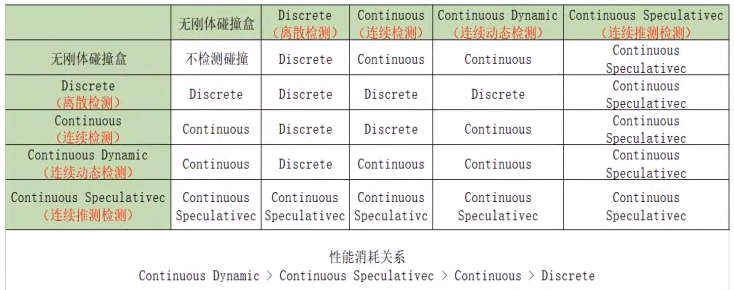 无刚体碰撞盒 Discrete (离散检测) Continuous (连续检测) Continuous Dynamic (连续动态检测) Continuous Speculativec (连续推测检测)
无刚体碰撞盒 不检测碰撞 Discrete Continuous Continuous Continuous Speculativec
Discrete (离散检测) Discrete Discrete Discrete Discrete Continuous Speculativec
Continuous (连续检测) Continuous Discrete Discrete Continuous Continuous Speculativec
Continuous Dynamic (连续动态检测) Continuous Discrete Continuous Continuous Continuous Speculativec
Continuous Speculativec (连续推测检测) Continuous Speculativec Continuous Speculativec Continuous Speculativc Continuous Speculativec Continuous Speculativec
性能消耗关系
Continuous Dynamic > Continuous Speculativec > Continuous > Discrete